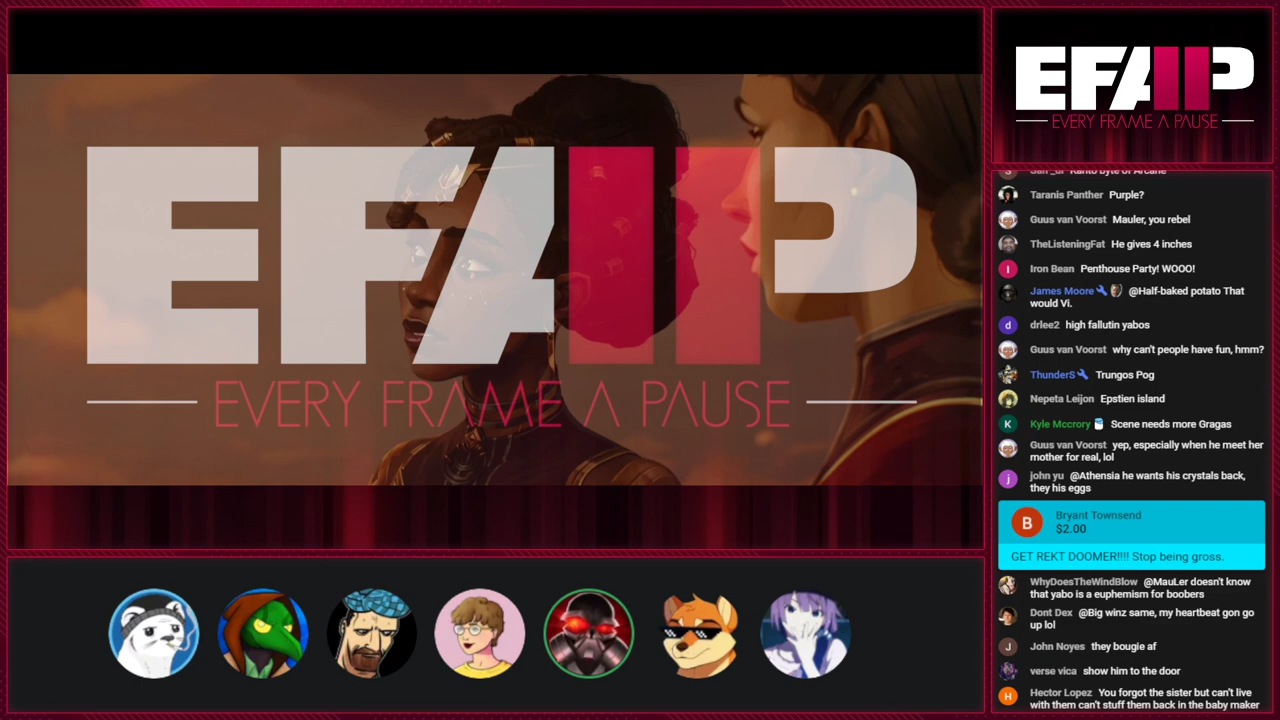 EFAP
EVERY FRAME A PAUSE
EFAP
EVERY FRAME A PAUSE
Kanto byte of Arcane
Taranis Panther Purple?
Guus van Voorst Mauler, you rebel
TheListeningFat He gives 4 inches
I
Iron Bean Penthouse Party! WOOO!
James Moore @Half-baked potato That
would Vi.
d
drlee2 high fallutin yabos
Guus van Voorst why can't people have fun, hmm?
ThunderS Trungos Pog
Nepeta Leijon Epstien island
K
Kyle Mccrory Scene needs more Gragas
Guus van Voorst yep, especially when he meet her
mother for real, lol
j
john yu @Athensia he wants his crystals back,
they his eggs
B
Bryant Townsend
$2.00
GET REKT DOOMER!!!! Stop being gross.
WhyDoesTheWindBlow @MauLer doesn't know
that yabo is a euphemism for boobers
Dont Dex @Big winz same, my heartbeat gon go
up lol
J
John Noyes they bougie af
verse vica show him to the door
H
Hector Lopez You forgot the sister but can't live
with them can't stuff them back in the baby maker